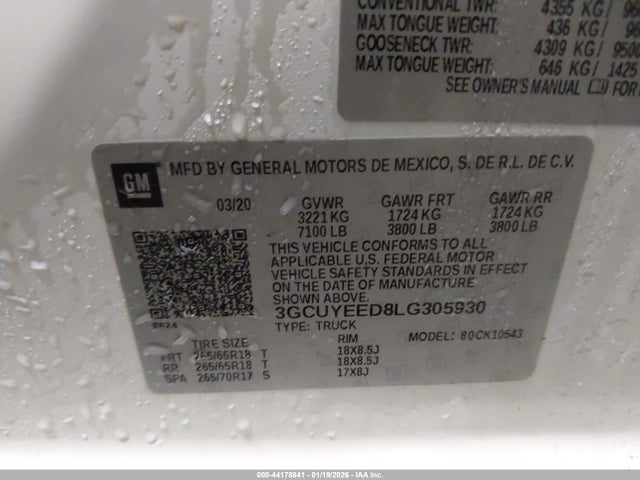 CONVENTIONAL TWR: 4355 KG/ 96
MAX TONGUE WEIGHT: 436 KG/ 96
GOOSENECK TWR: 4309 KG/ 950
MAX TONGUE WEIGHT: 646 KG/ 1425
SEE OWNER'S MANUAL FOR
GM MFD BY GENERAL MOTORS DE MEXICO, S. DE R.L. DE C.V.
03/20 GVWR GAWR FRT GAWR RR
3221 KG 1724 KG 1724 KG
7100 LB 3800 LB 3800 LB
THIS VEHICLE CONFORMS TO ALL
APPLICABLE U.S. FEDERAL MOTOR
VEHICLE SAFETY STANDARDS IN EFFECT
ON THE DATE OF MANUFACTURE
SHOWN ABOVE.
3GCUYEED8LG305930
8624 TYPE: TRUCK MODEL: 80CK10543
TIRE SIZE RIM
FRT 265/65R18 T 18X8.5J
RR 265/65R18 T 18X8.5J
SPA 265/70R17 S 17X8J
000-44178841 - 01/19/2026 - IAAI Inc.